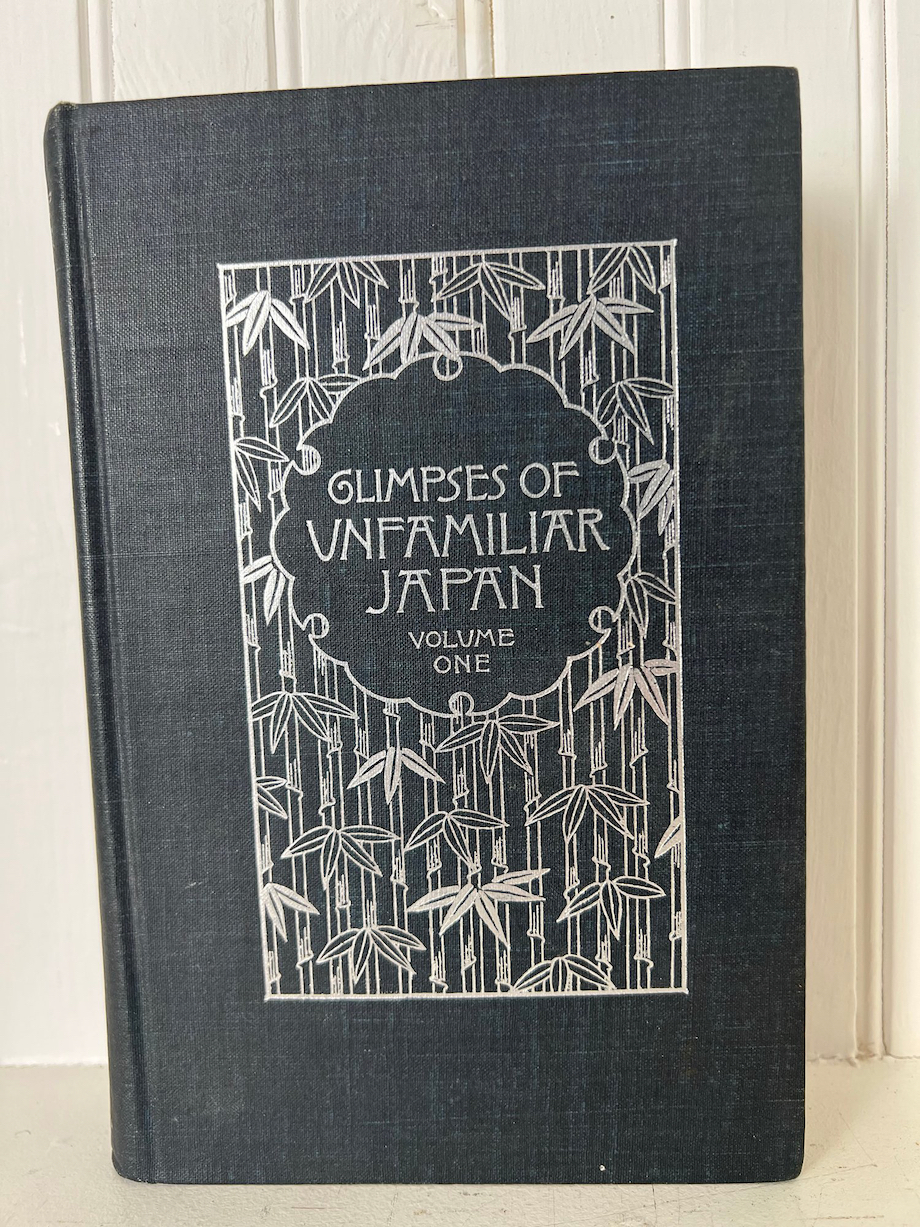 GLIMPSES OF
UNFAMILIAR
JAPAN
VOLUME
ONE